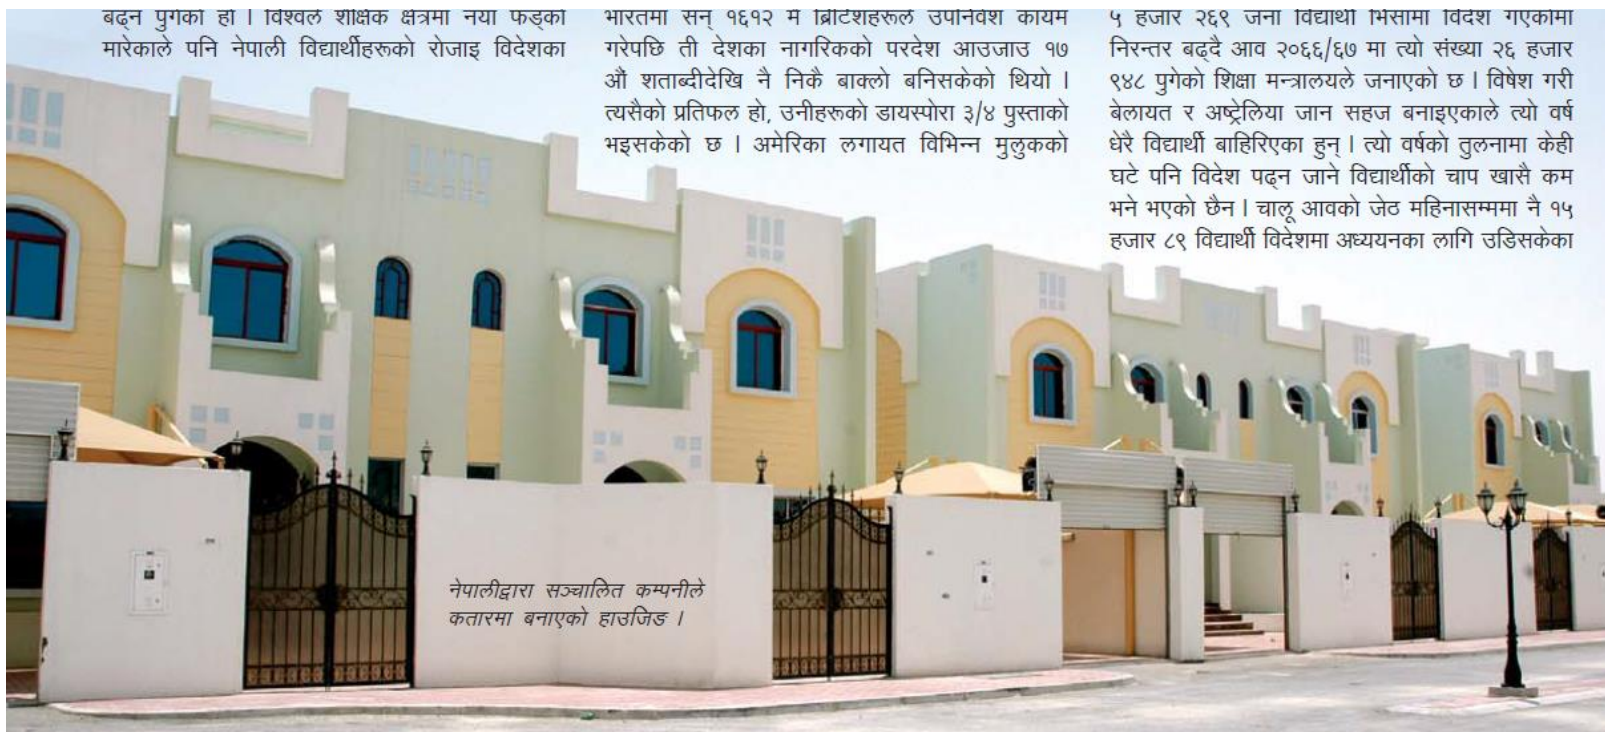 बढ्न पुगेको हो । विश्वले शैक्षिक क्षेत्रमा नयाँ फड्को
मारेकाले पनि नेपाली विद्यार्थीहरूको रोजाइ विदेशका
भारतमा सन् १६१२ मै ब्रिटिशहरूले उपनिवेश कायम
गरेपछि ती देशका नागरिकको परदेश आउजाउ १७
औं शताब्दीदेखि नै निकै बाक्लो बनिसकेको थियो ।
त्यसैको प्रतिफल हो, उनीहरूको डायस्पोरा ३/४ पुस्ताको
भइसकेको छ । अमेरिका लगायत विभिन्न मुलुकको
५ हजार २६९ जना विद्यार्थी भिसामा विदेश गएकोमा
निरन्तर बढ्दै आव २०६६/६७ मा त्यो संख्या २६ हजार
९४८ पुगेको शिक्षा मन्त्रालयले जनाएको छ । विषेश गरी
बेलायत र अष्ट्रेलिया जान सहज बनाइएकाले त्यो वर्ष
धेरै विद्यार्थी बाहिरिएका हुन् । त्यो वर्षको तुलनामा केही
घटे पनि विदेश पढ्न जाने विद्यार्थीको चाप खासै कम
भने भएको छैन । चालू आवको जेठ महिनासम्ममा नै १५
हजार ८९ विद्यार्थी विदेशमा अध्ययनका लागि उडिसकेका
नेपालीद्वारा सञ्चालित कम्पनीले
कतारमा बनाएको हाउजिङ ।